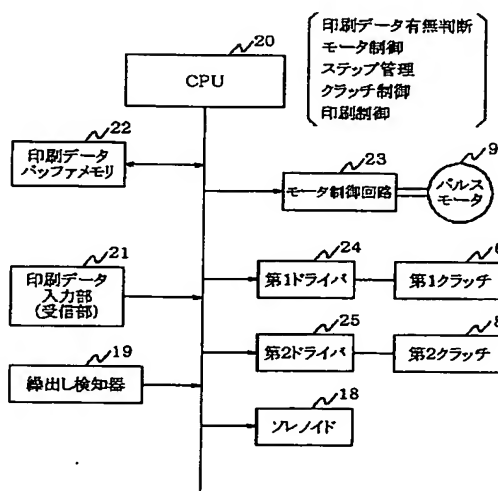 20
CPU
印刷データ有無判断
モータ制御
ステップ管理
クラッチ制御
印刷制御
22
印刷データ
バッファメモリ
23
モータ制御回路
9
パルス
モータ
21
印刷データ
入力部
(受信部)
24
第1ドライバ
第1クラッチ
25
第2ドライバ
8
第2クラッチ
19
繰出し検知器
18
ソレノイド